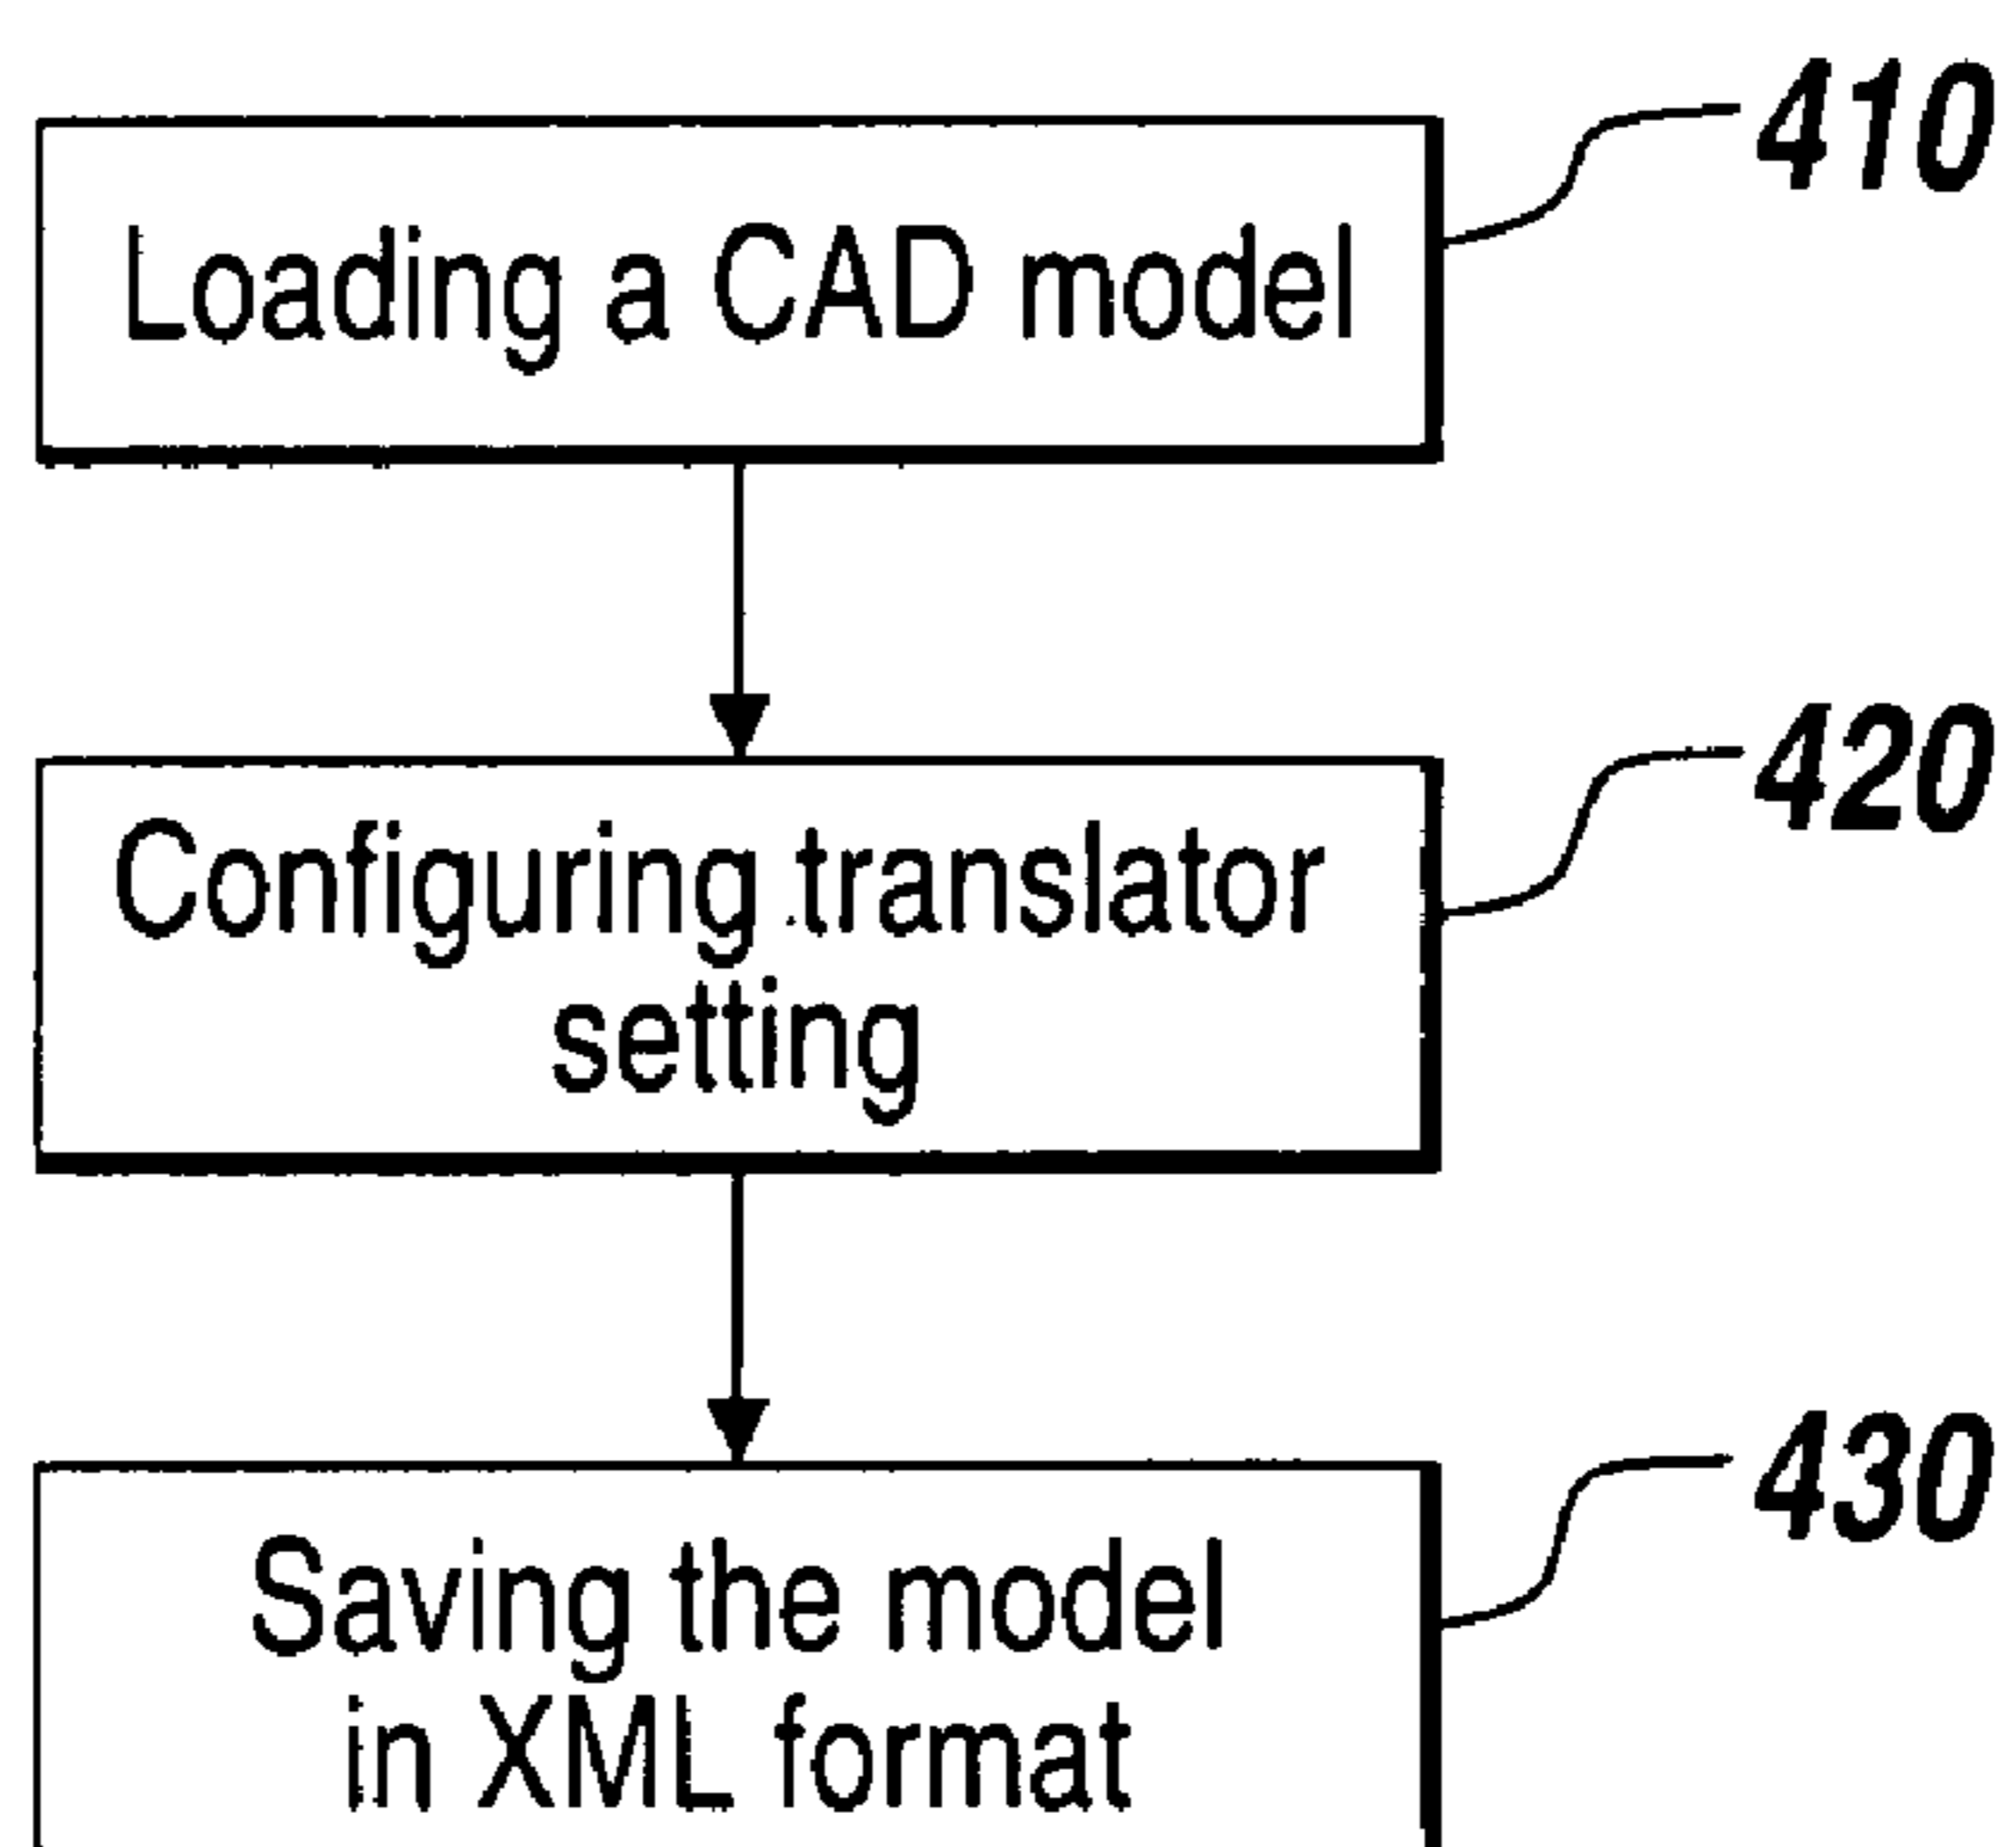 410
Loading a CAD model
420
Configuring translator
setting
430
Saving the model
in XML format